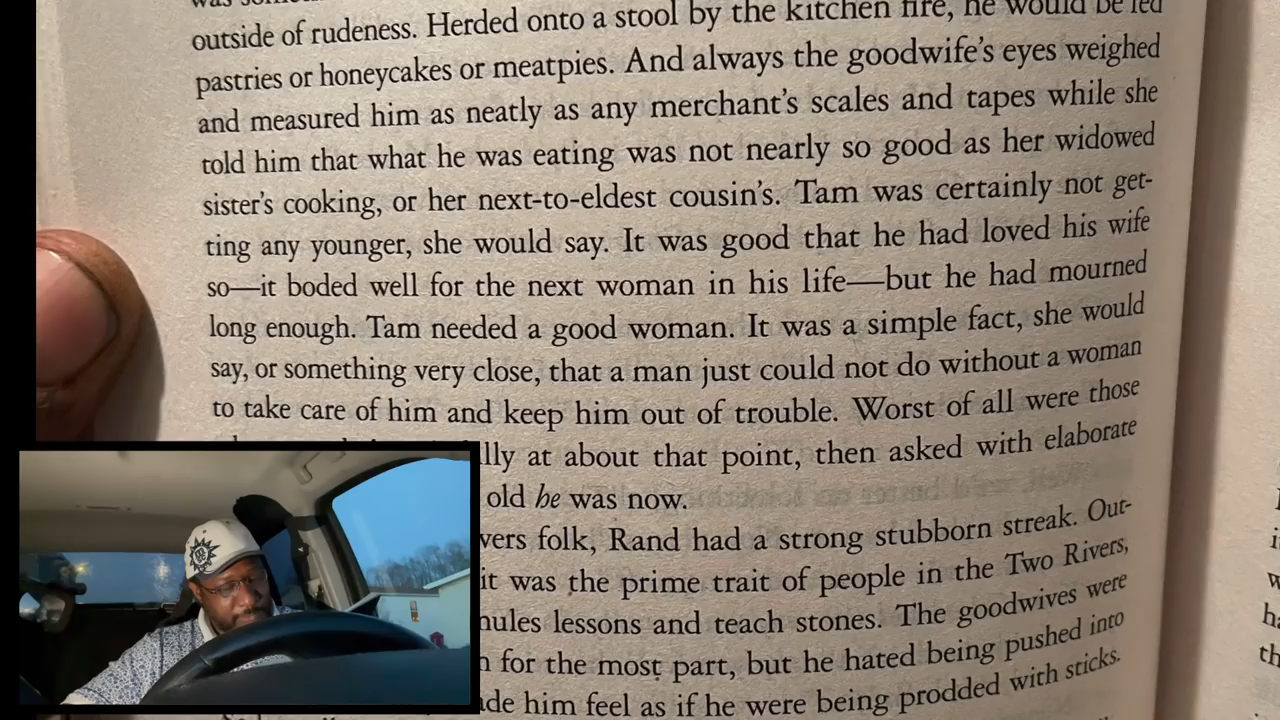 outside of rudeness. Herded onto a stool by the kitchen fire, he would be fed
pastries or honeycakes or meatpies. And always the goodwife's eyes weighed
and measured him as neatly as any merchant's scales and tapes while she
told him that what he was eating was not nearly so good as her widowed
sister's cooking, or her next-to-eldest cousin's. Tam was certainly not get-
ting any younger, she would say. It was good that he had loved his wife
so—it boded well for the next woman in his life—but he had mourned
long enough. Tam needed a good woman. It was a simple fact, she would
say, or something very close, that a man just could not do without a woman
to take care of him and keep him out of trouble. Worst of all were those
lly at about that point, then asked with elaborate
old he was now.
vers folk, Rand had a strong stubborn streak. Out-
it was the prime trait of people in the Two Rivers,
nules lessons and teach stones. The goodwives were
for the most part, but he hated being pushed into
de him feel as if he were being prodded with sticks.